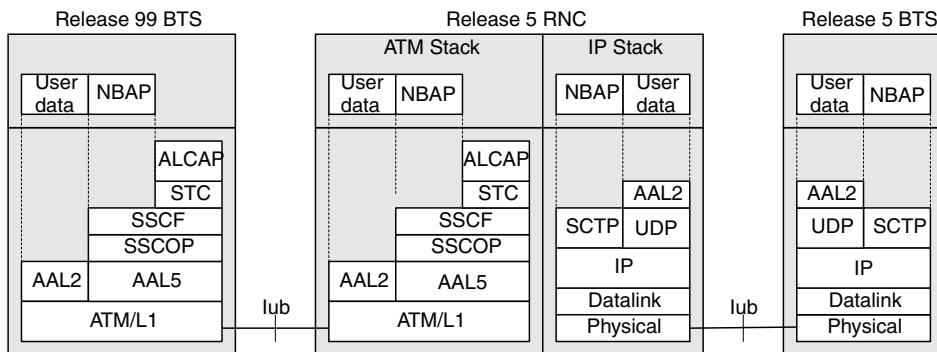 Release 99 BTS
Release 5 RNC
Release 5 BTS
ATM Stack
IP Stack
User
data
NBAP
User
data
NBAP
NBAP
User
data
User
data
NBAP
ALCAP
STC
SSCF
SSCOP
AAL2
AAL5
ATM/L1
Iub
ALCAP
STC
SSCF
SSCOP
AAL2
AAL5
ATM/L1
AAL2
SCTP
UDP
IP
Datalink
Physical
Iub
AAL2
UDP
SCTP
IP
Datalink
Physical